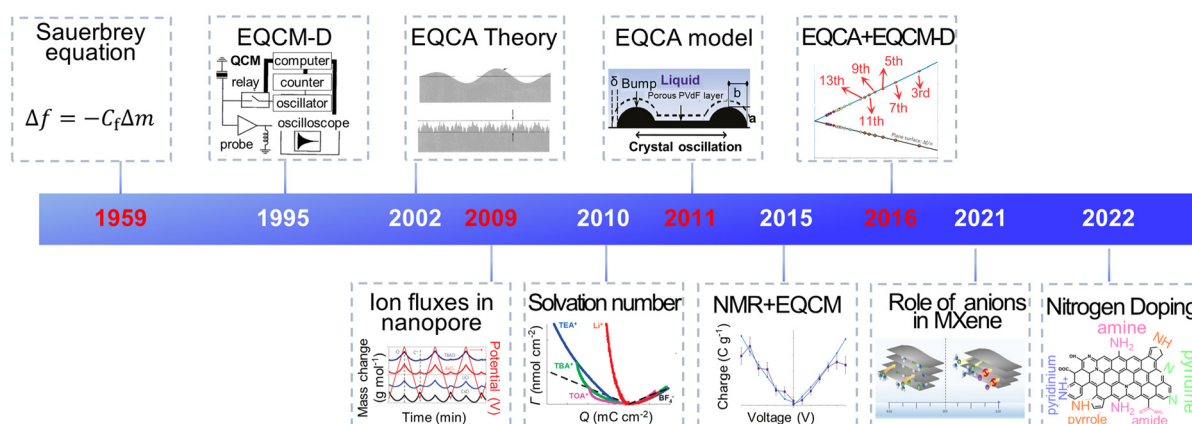 Sauerbrey
equation
Δf = −C_fΔm
EQCM-D
QCM
computer
relay
counter
oscillator
oscilloscope
probe
EQCA Theory
EQCA model
δ
Bump
Liquid
b
Porous PVdF layer
a
Crystal oscillation
EQCA+EQCM-D
5th
9th
13th
3rd
7th
11th
1959
1995
2002
2009
2010
2011
2015
2016
2021
2022
Ion fluxes in
nanopore
Mass change
(g mol⁻¹)
Potential (V)
Time (min)
Solvation number
TEA⁺
Li⁺
TBA⁺
TOA⁺
Γ (nmol cm⁻²)
Q (mC cm⁻²)
NMR+EQCM
Charge (C g⁻¹)
Voltage (V)
Role of anions
in MXene
Nitrogen Doping
amine
NH₂
NH
pyridinium
NH⁺
N
N
NH
pyrrole
NH₂
amide